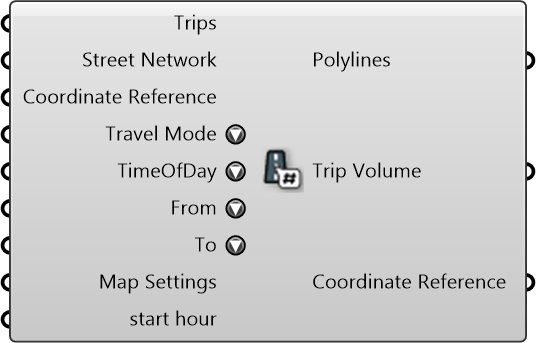 Trips
Street Network
Polylines
Coordinate Reference
Travel Mode
TimeOfDay
#
Trip Volume
From
To
Map Settings
Coordinate Reference
start hour